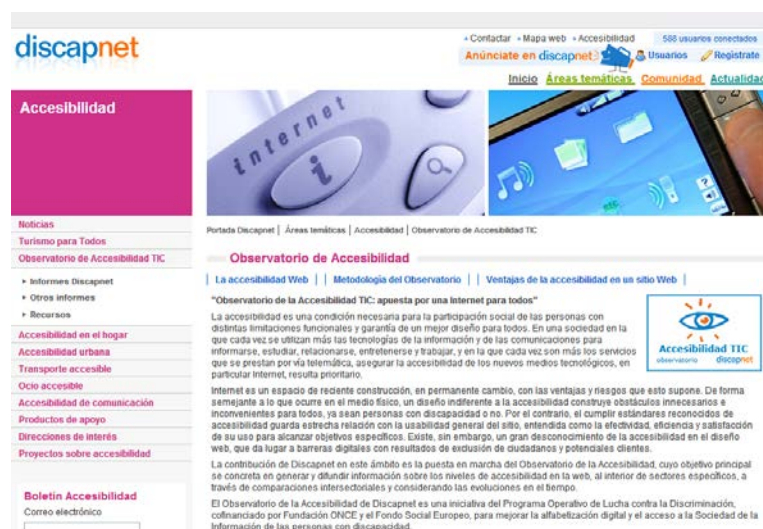 discapnet
Contactar Mapa web Accesibilidad 588 usuarios conectados
Anúnciate en discapnet Usuarios Regístrate
Inicio Áreas temáticas Comunidad Actualidad
Accesibilidad
internet
i
etc
?
Noticias
Turismo para Todos
Observatorio de Accesibilidad TIC
Informes Discapnet
Otros informes
Recursos
Accesibilidad en el hogar
Accesibilidad urbana
Transporte accesible
Ocio accesible
Accesibilidad de comunicación
Productos de apoyo
Direcciones de interés
Proyectos sobre accesibilidad
Boletin Accesibilidad
Correo electrónico
Portada Discapnet | Áreas temáticas | Accesibilidad | Observatorio de Accesibilidad TIC
Observatorio de Accesibilidad
| La accesibilidad Web | | Metodología del Observatorio | | Ventajas de la accesibilidad en un sitio Web |
"Observatorio de la Accesibilidad TIC: apuesta por una Internet para todos"
La accesibilidad es una condición necesaria para la participación social de las personas con
distintas limitaciones funcionales y garantía de un mejor diseño para todos. En una sociedad en la
que cada vez se utilizan más las tecnologías de la información y de las comunicaciones para
informarse, estudiar, relacionarse, entretenerse y trabajar, y en la que cada vez son más los servicios
que se prestan por vía telemática, asegurar la accesibilidad de los nuevos medios tecnológicos, en
particular Internet, resulta prioritario.
Accesibilidad TIC
observatorio discapnet
Internet es un espacio de reciente construcción, en permanente cambio, con las ventajas y riesgos que esto supone. De forma
semejante a lo que ocurre en el medio físico, un diseño indiferente a la accesibilidad construye obstáculos innecesarios e
inconvenientes para todos, ya sean personas con discapacidad o no. Por el contrario, el cumplir estándares reconocidos de
accesibilidad guarda estrecha relación con la usabilidad general del sitio, entendida como la efectividad, eficiencia y satisfacción
de su uso para alcanzar objetivos específicos. Existe, sin embargo, un gran desconocimiento de la accesibilidad en el diseño
web, que da lugar a barreras digitales con resultados de exclusión de ciudadanos y potenciales clientes.
La contribución de Discapnet en este ámbito es la puesta en marcha del Observatorio de la Accesibilidad, cuyo objetivo principal
se concreta en generar y difundir información sobre los niveles de accesibilidad en la web, al interior de sectores específicos, a
través de comparaciones intersectoriales y considerando las evoluciones en el tiempo.
El Observatorio de la Accesibilidad de Discapnet es una iniciativa del Programa Operativo de Lucha contra la Discriminación,
cofinanciado por Fundación ONCE y el Fondo Social Europeo, para mejorar la alfabetización digital y el acceso a la Sociedad de la
Información de las personas con discapacidad.